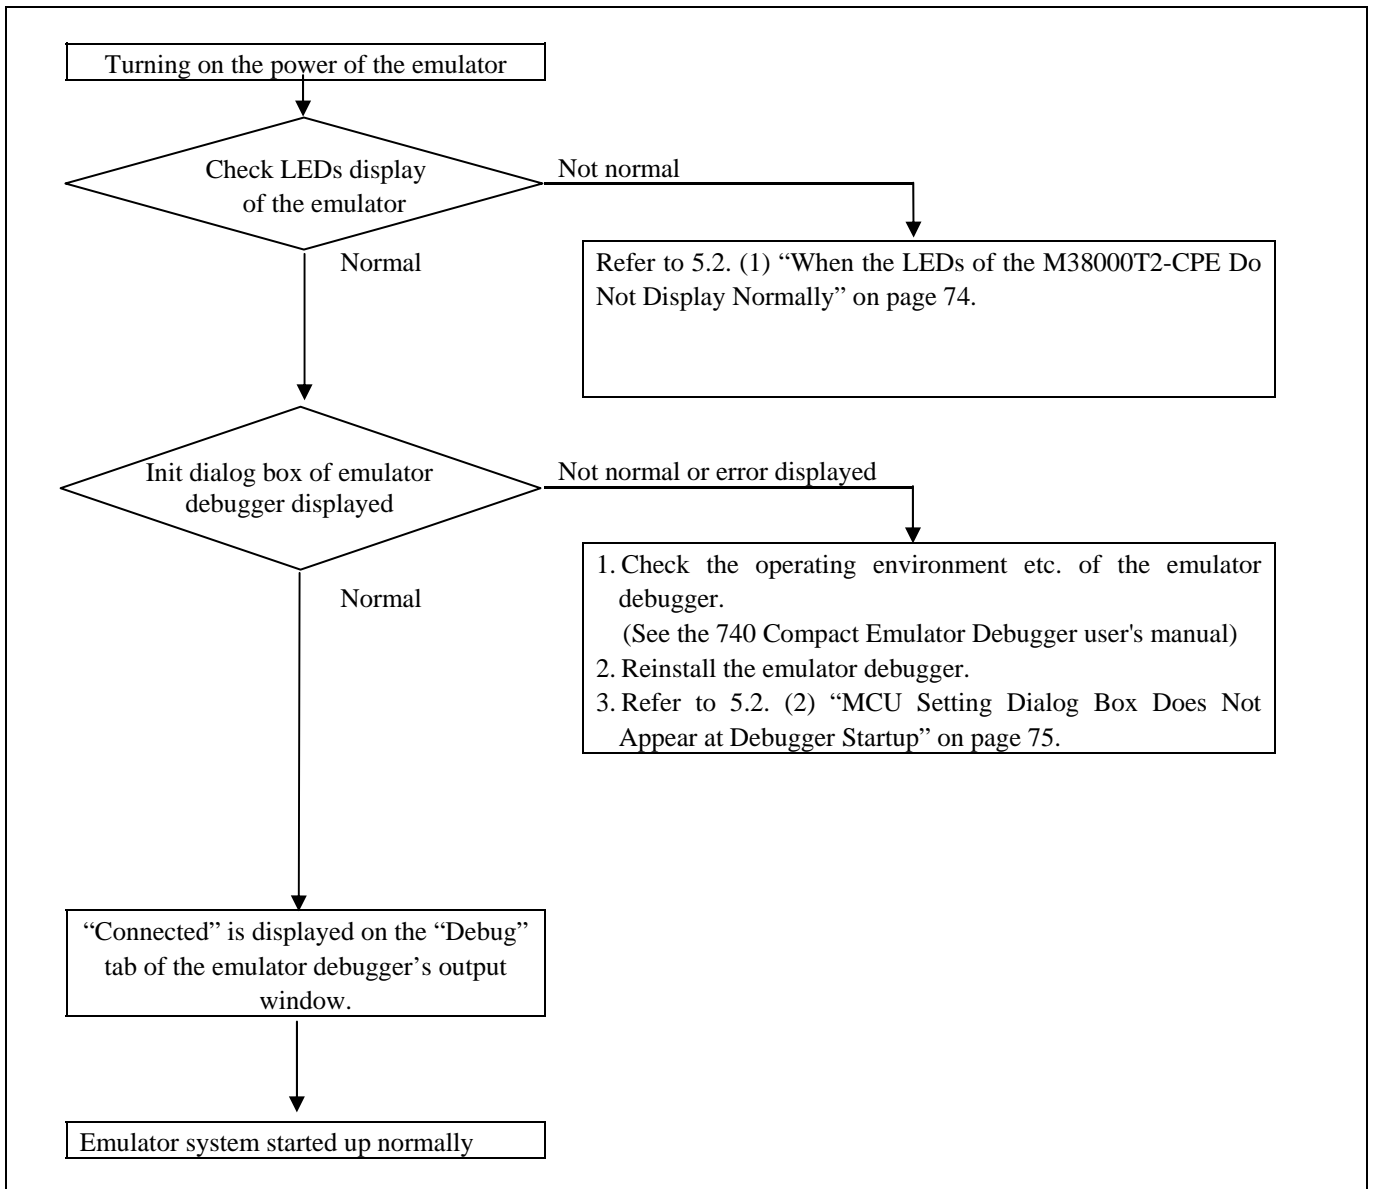 Turning on the power of the emulator
Check LEDs display
of the emulator
Not normal
Normal
Refer to 5.2. (1) “When the LEDs of the M38000T2-CPE Do
Not Display Normally” on page 74.
Init dialog box of emulator
debugger displayed
Not normal or error displayed
Normal
1. Check the operating environment etc. of the emulator
debugger.
(See the 740 Compact Emulator Debugger user's manual)
2. Reinstall the emulator debugger.
3. Refer to 5.2. (2) “MCU Setting Dialog Box Does Not
Appear at Debugger Startup” on page 75.
“Connected” is displayed on the “Debug”
tab of the emulator debugger’s output
window.
Emulator system started up normally